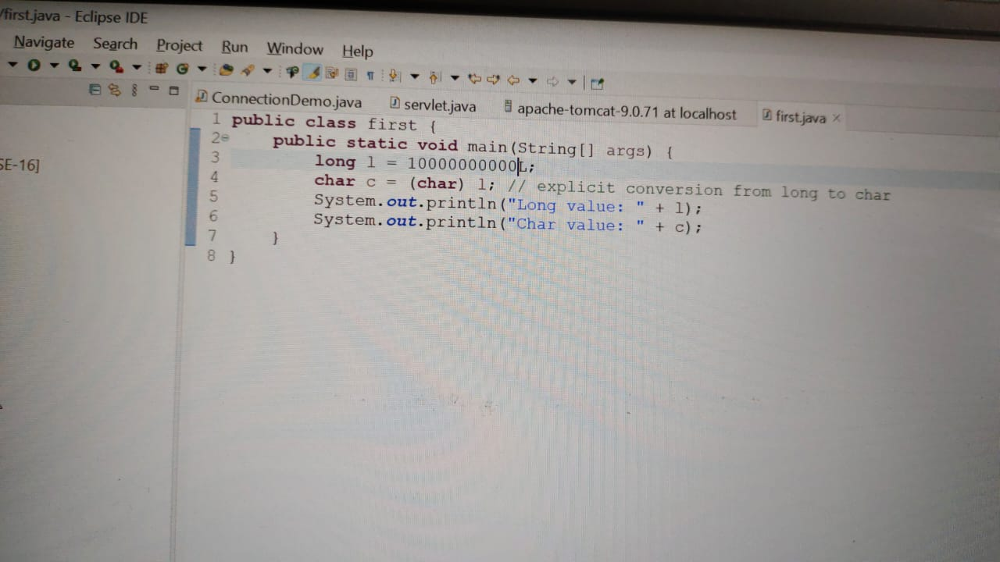 /first.java - Eclipse IDE
Navigate Search Project Run Window Help
ConnectionDemo.java servlet.java apache-tomcat-9.0.71 at localhost first.java
SE-16]
1 public class first {
2 public static void main(String[] args) {
3 long l = 10000000000L;
4 char c = (char) l; // explicit conversion from long to char
5 System.out.println("Long value: " + l);
6 System.out.println("Char value: " + c);
7 }
8 }